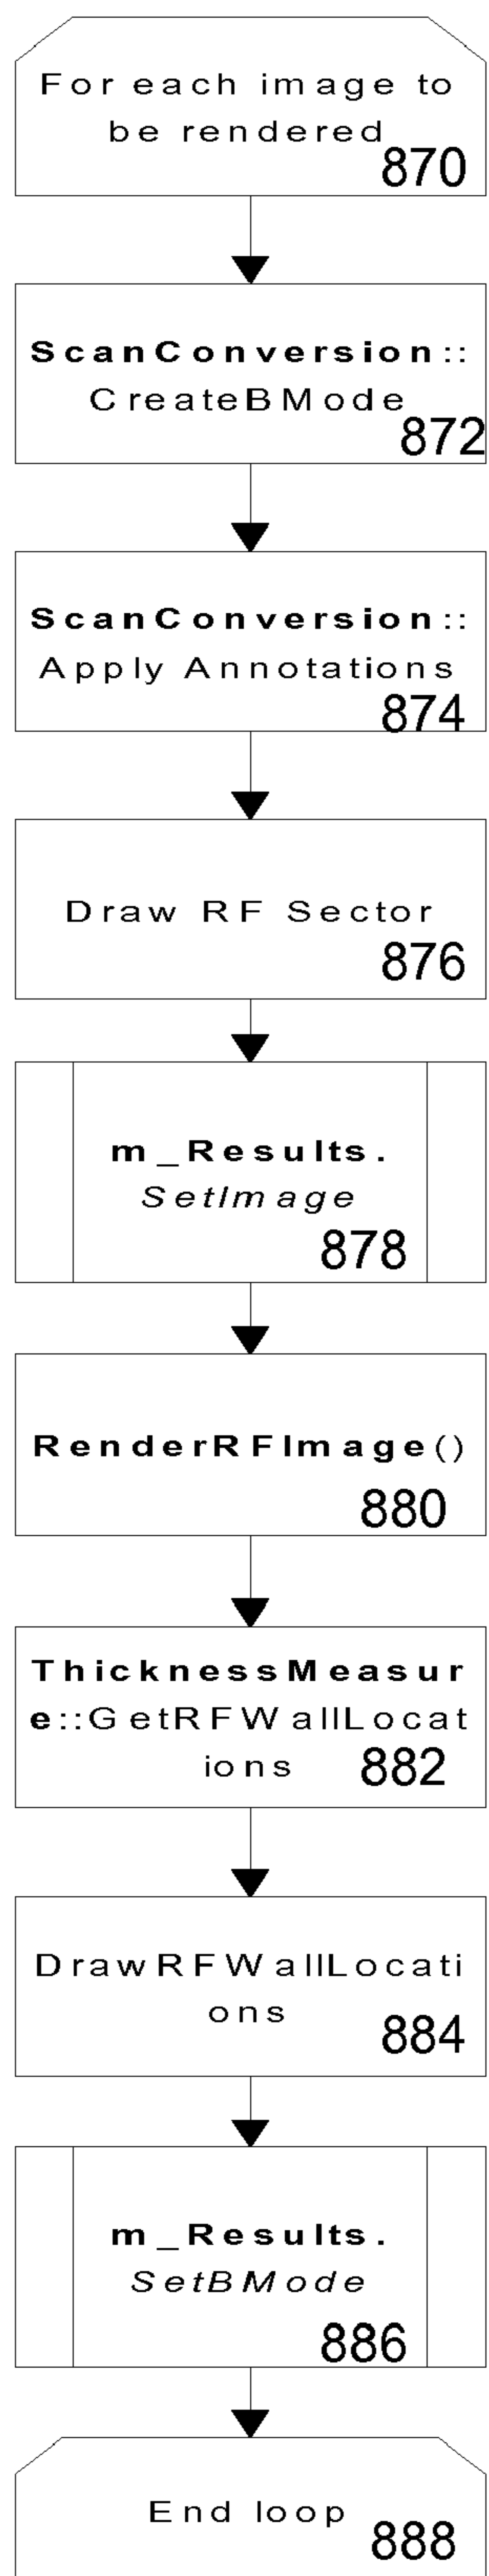 For each image to
be rendered
870
ScanConversion::
CreateBMode
872
ScanConversion::
Apply Annotations
874
Draw RF Sector
876
m_Results.
SetImage
878
RenderRFImage()
880
ThicknessMeasur
e::GetRFWallLocat
ions 882
DrawRFWallLocati
ons
884
m_Results.
SetBMode
886
End loop
888